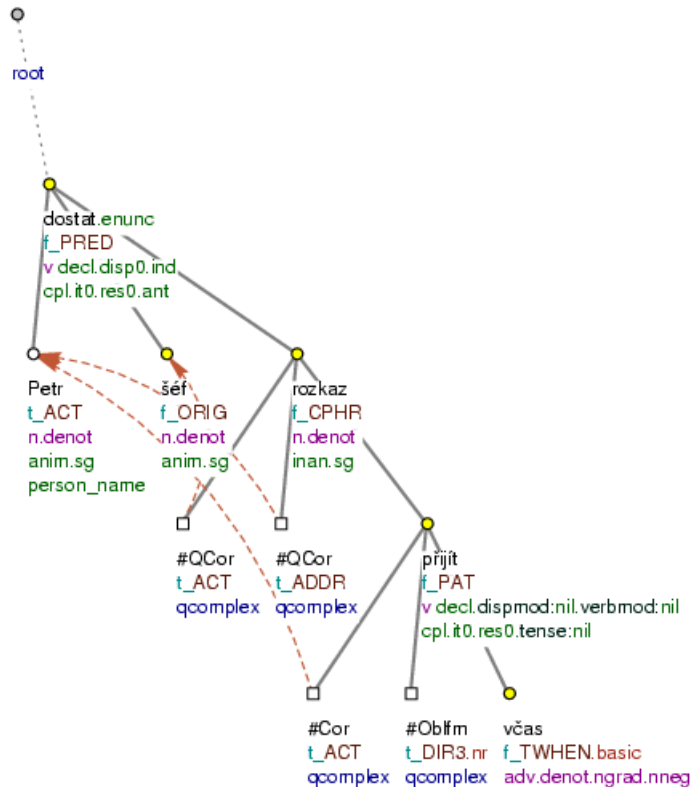 root
dostat.enunc
f_PRED
v decl.disp0.ind
cpl.it0.res0.ant
Petr
t_ACT
n.denot
anim.sg
person_name
šéf
f_ORIG
n.denot
anim.sg
rozkaz
f_CPHR
n.denot
inan.sg
#QCor
t_ACT
qcomplex
#QCor
t_ADDR
qcomplex
přijít
f_PAT
v decl.dispmod:nil.verbmod:nil
cpl.it0.res0.tense:nil
#Cor
t_ACT
qcomplex
#Oblfm
t_DIR3.nr
qcomplex
včas
f_TWHEN.basic
adv.denot.ngrad.nneg